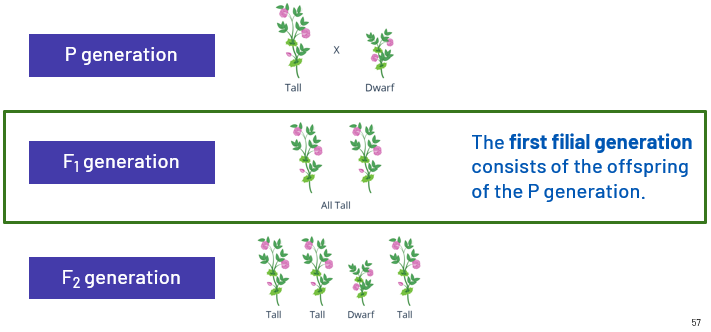 P generation
x
Tall
Dwarf
F₁ generation
All Tall
The first filial generation
consists of the offspring
of the P generation.
F₂ generation
Tall
Tall
Dwarf
Tall
57